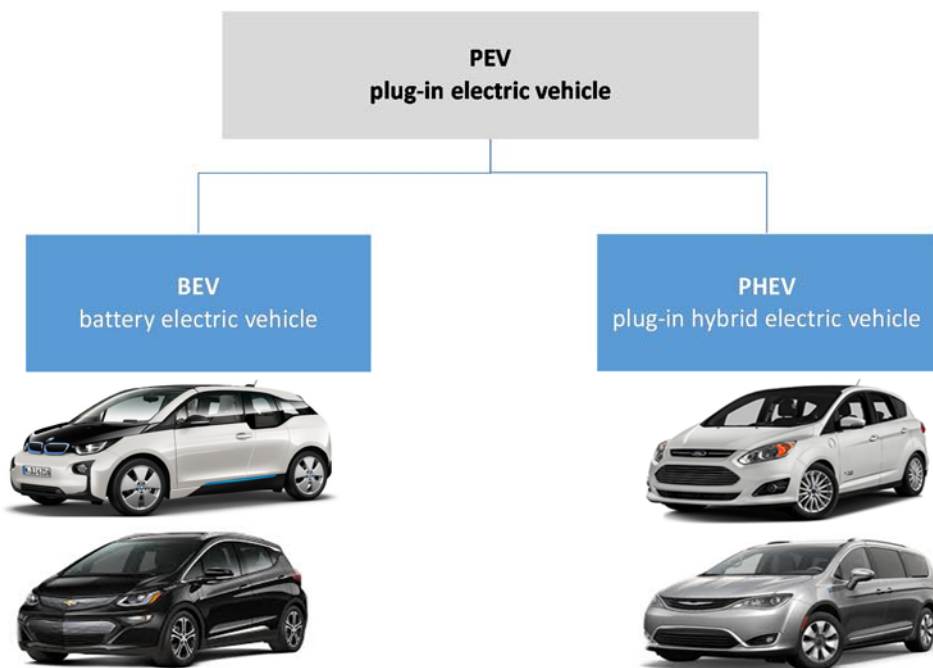 PEV
plug-in electric vehicle
BEV
battery electric vehicle
PHEV
plug-in hybrid electric vehicle